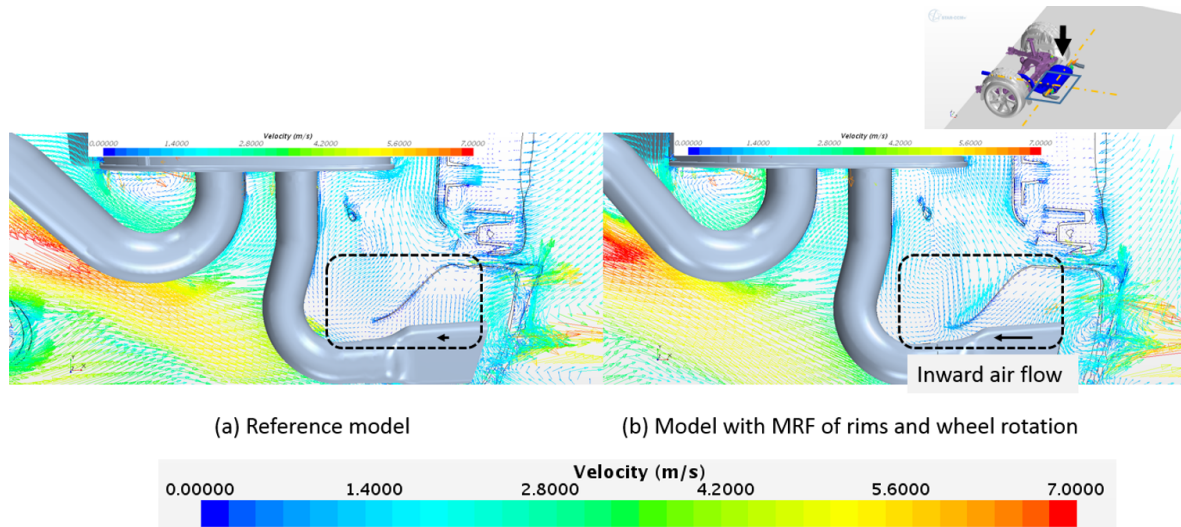 Velocity (m/s)
0.00000 1.4000 2.8000 4.2000 5.6000 7.0000
Velocity (m/s)
0.00000 1.4000 2.8000 4.2000 5.6000 7.0000
Inward air flow
(a) Reference model
(b) Model with MRF of rims and wheel rotation
Velocity (m/s)
0.00000 1.4000 2.8000 4.2000 5.6000 7.0000